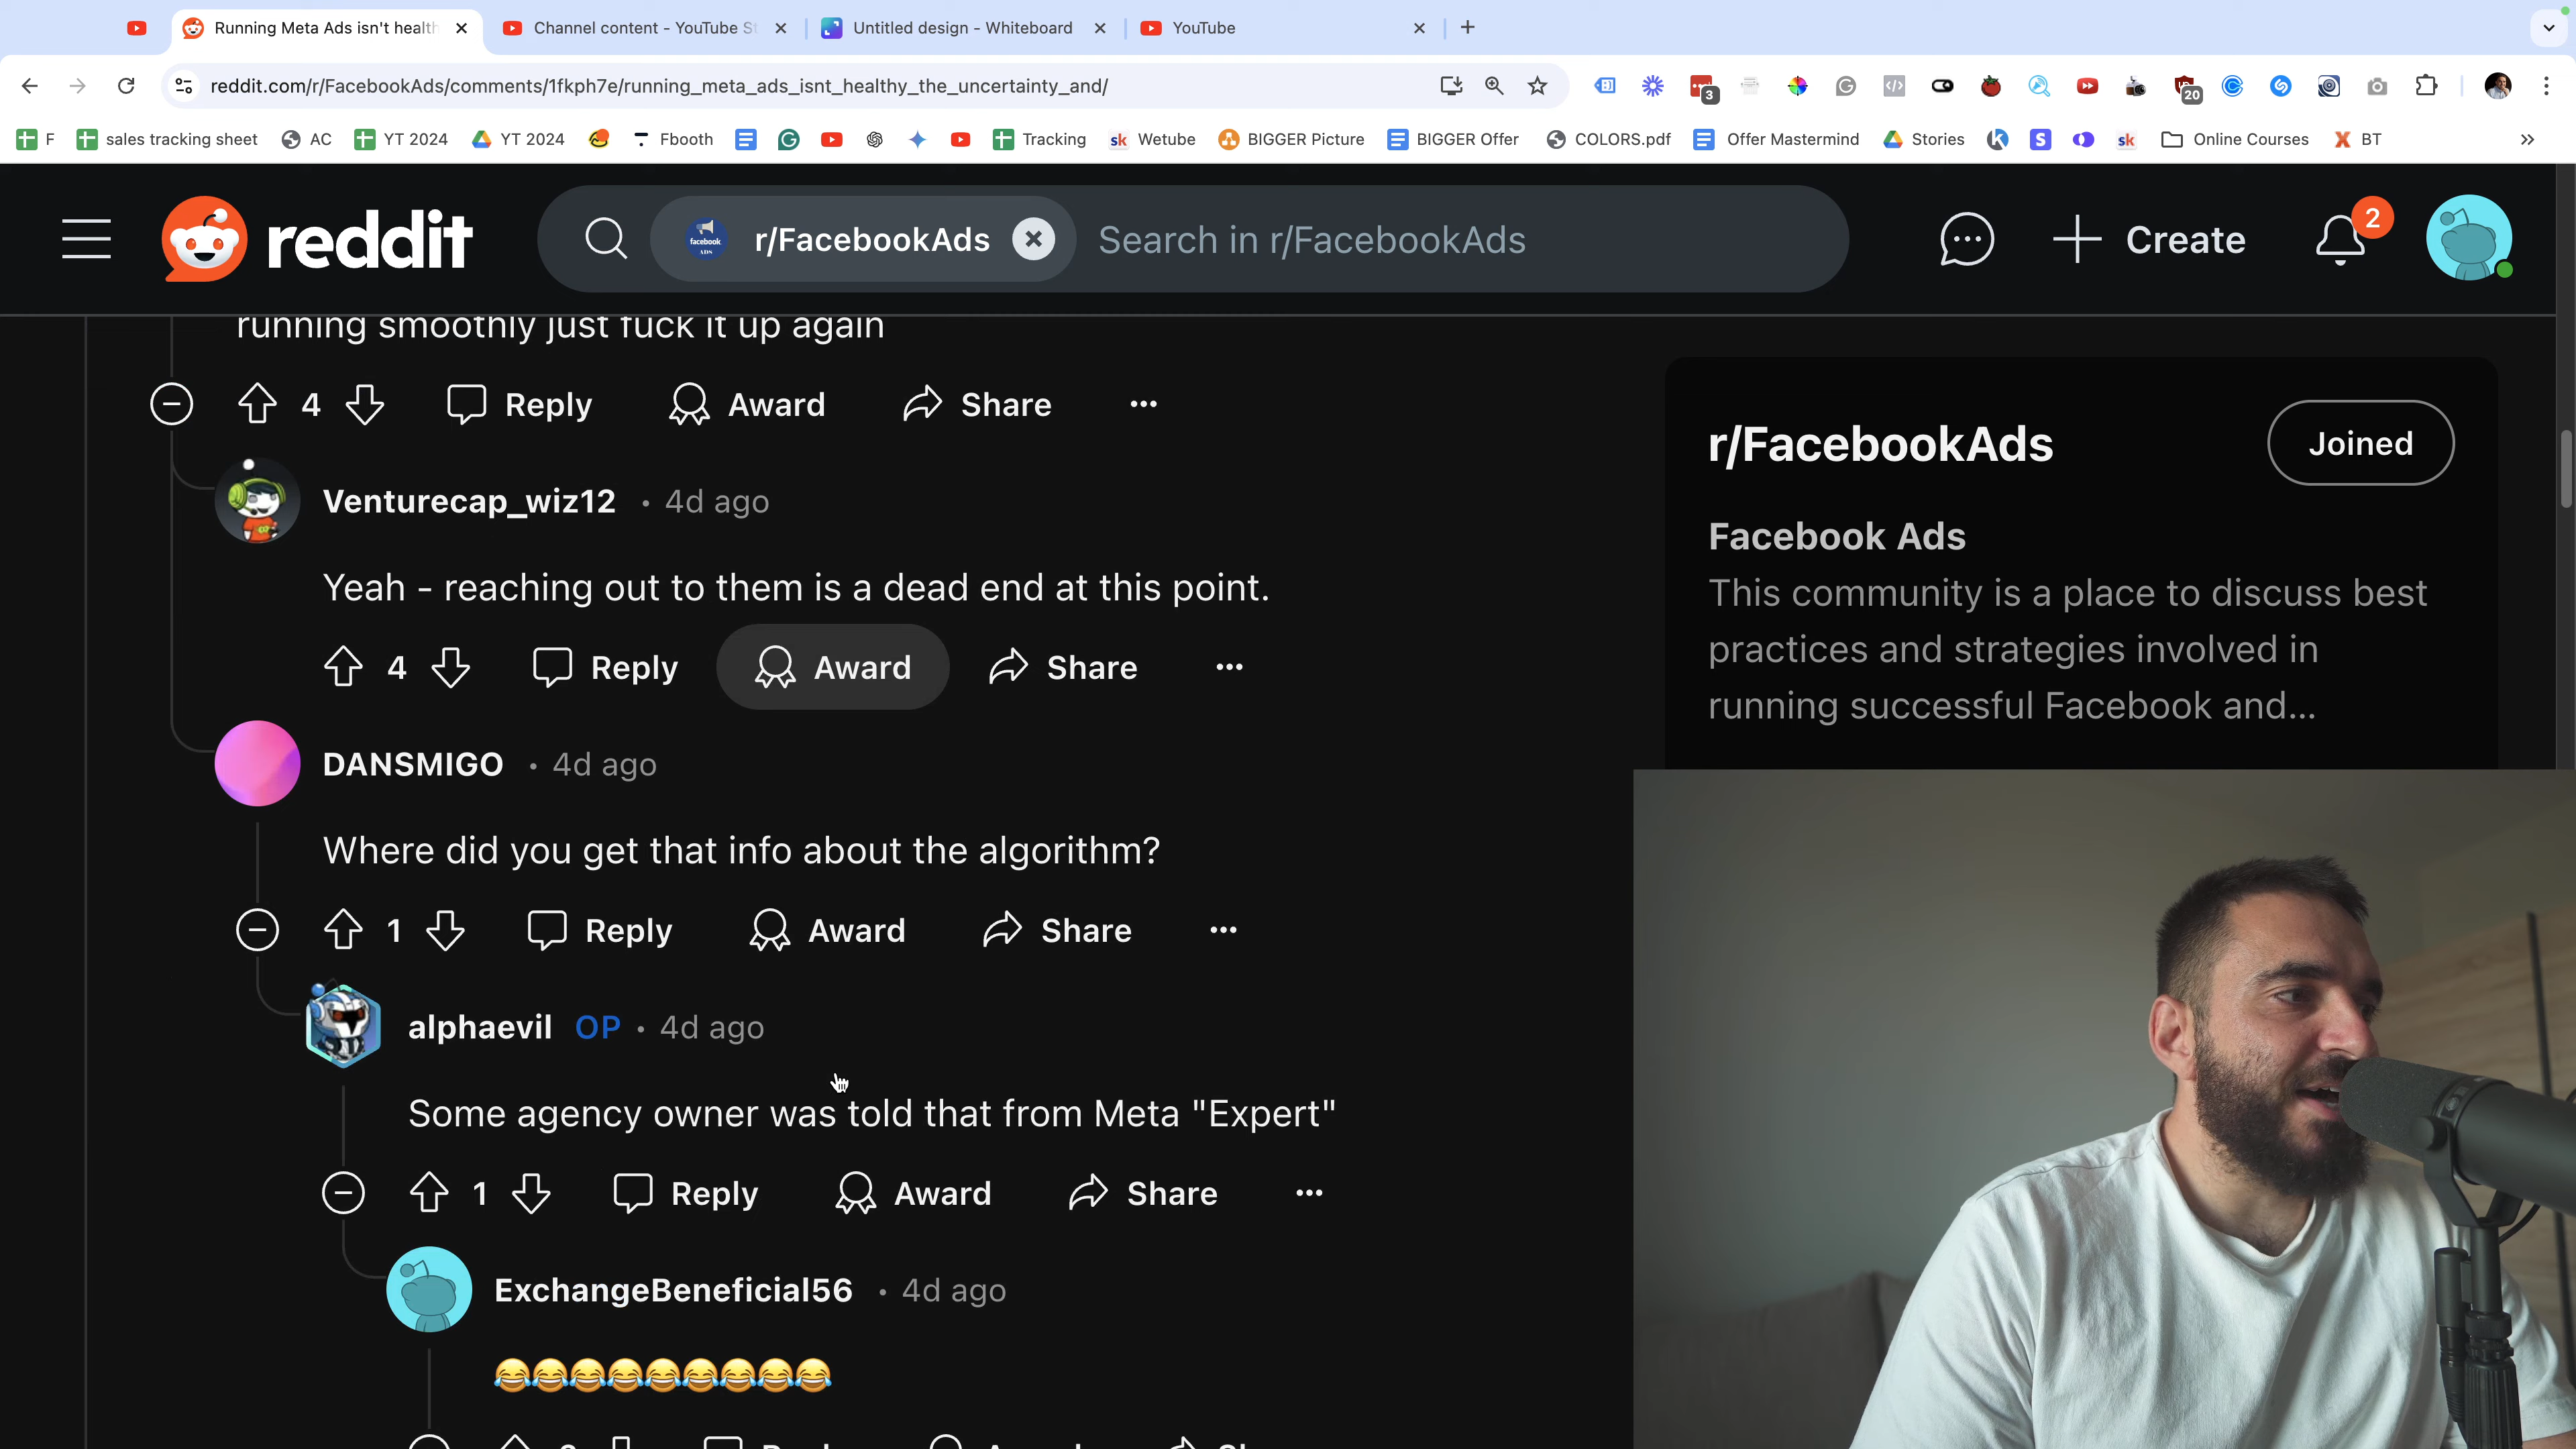 Running Meta Ads isn't health
Channel content - YouTube St
Untitled design - Whiteboard
YouTube
reddit.com/r/FacebookAds/comments/1fkph7e/running_meta_ads_isnt_healthy_the_uncertainty_and/
3
20
F
sales tracking sheet
AC
YT 2024
YT 2024
Fbooth
Tracking
sk Wetube
BIGGER Picture
BIGGER Offer
COLORS.pdf
Offer Mastermind
Stories
S
sk
Online Courses
BT
reddit
facebook
ADS
r/FacebookAds
Search in r/FacebookAds
Create
2
running smoothly just fuck it up again
4
Reply
Award
Share
Venturecap_wiz12 • 4d ago
Yeah - reaching out to them is a dead end at this point.
4
Reply
Award
Share
DANSMIGO • 4d ago
Where did you get that info about the algorithm?
1
Reply
Award
Share
alphaevil OP • 4d ago
Some agency owner was told that from Meta "Expert"
1
Reply
Award
Share
ExchangeBeneficial56 • 4d ago
😂😂😂😂😂😂😂😂😂
r/FacebookAds
Joined
Facebook Ads
This community is a place to discuss best
practices and strategies involved in
running successful Facebook and...